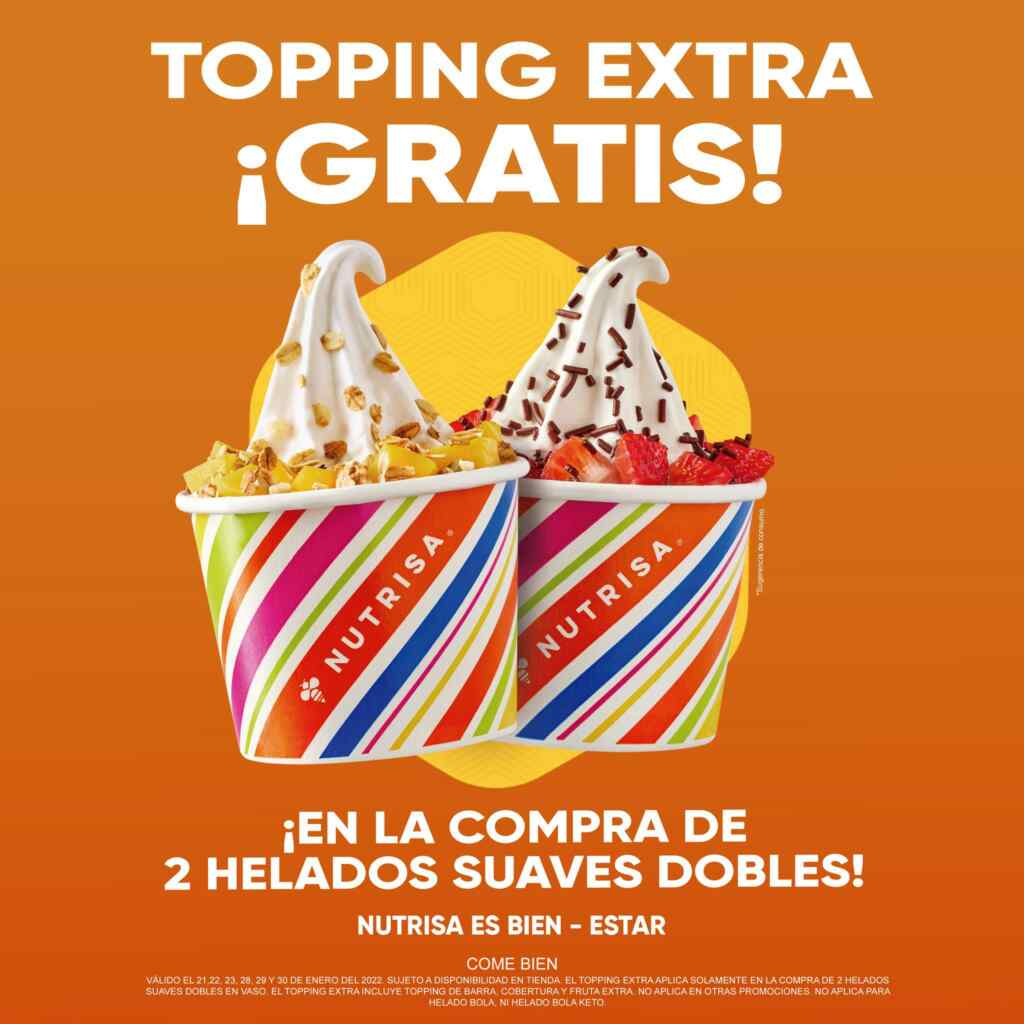 TOPPING EXTRA
¡GRATIS!
NUTRISA®
NUTRISA®
*Sugerencia de consumo
¡EN LA COMPRA DE
2 HELADOS SUAVES DOBLES!
NUTRISA ES BIEN - ESTAR
COME BIEN
VÁLIDO EL 21,22, 23, 28, 29 Y 30 DE ENERO DEL 2022. SUJETO A DISPONIBILIDAD EN TIENDA. EL TOPPING EXTRA APLICA SOLAMENTE EN LA COMPRA DE 2 HELADOS
SUAVES DOBLES EN VASO. EL TOPPING EXTRA INCLUYE TOPPING DE BARRA, COBERTURA Y FRUTA EXTRA. NO APLICA EN OTRAS PROMOCIONES. NO APLICA PARA
HELADO BOLA, NI HELADO BOLA KETO.